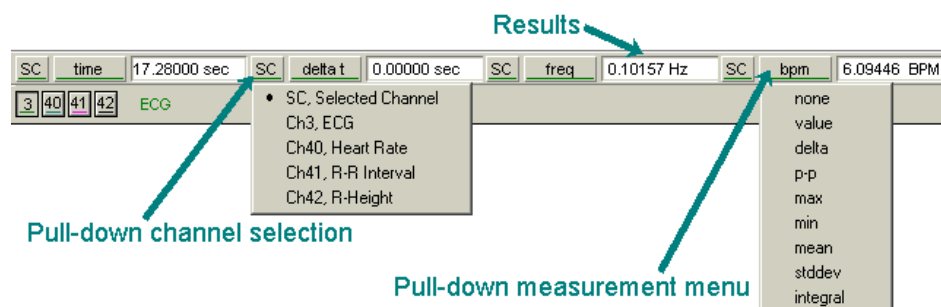 Results
SC time 17.28000 sec SC delta t 0.00000 sec SC freq 0.10157 Hz SC bpm 6.09446 BPM
3 40 41 42 ECG
• SC, Selected Channel
Ch3, ECG
Ch40, Heart Rate
Ch41, R-R Interval
Ch42, R-Height
none
value
delta
p-p
max
min
mean
stddev
integral
Pull-down channel selection
Pull-down measurement menu